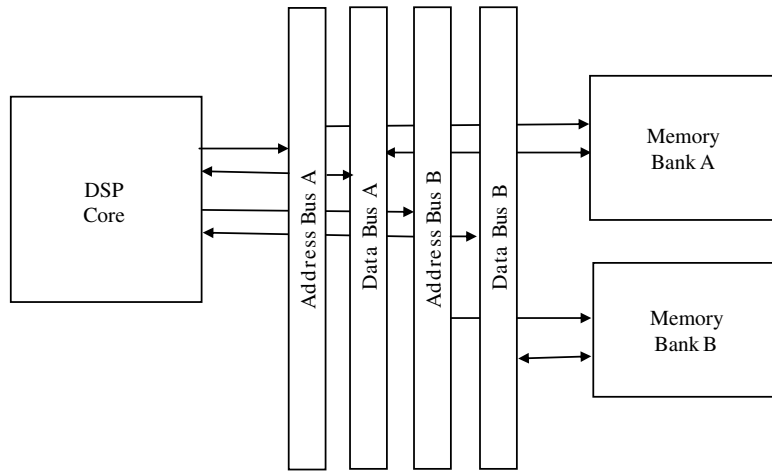 DSP
Core
Address Bus A
Data Bus A
Address Bus B
Data Bus B
Memory
Bank A
Memory
Bank B